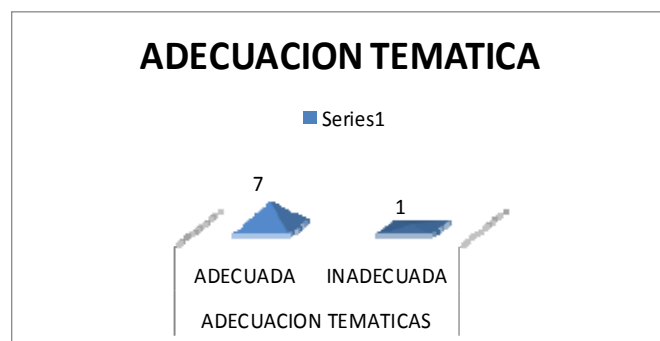 ADECUACION TEMATICA
Series1
7
1
ADECUADA INADECUADA
ADECUACION TEMATICAS